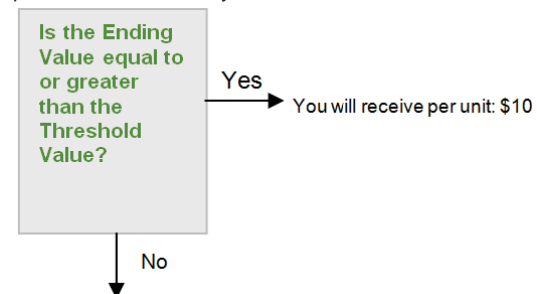 Is the Ending
Value equal to
or greater
than the
Threshold
Value?
Yes
You will receive per unit: $10
No